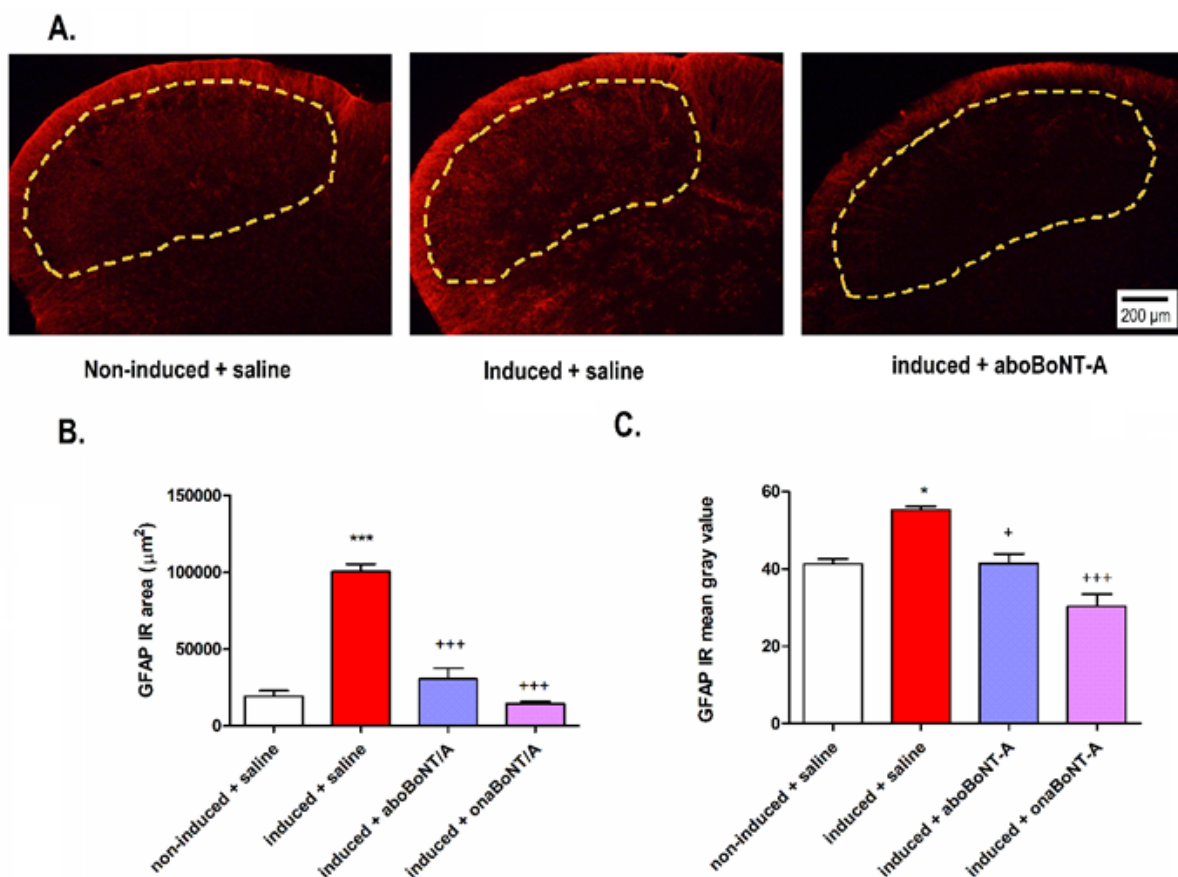 A.
200 µm
Non-induced + saline
Induced + saline
induced + aboBoNT-A
B.
GFAP IR area (µm²)
150000
100000
50000
0
***
+++
+++
non-induced + saline
induced + saline
induced + aboBoNT/A
induced + onaBoNT/A
C.
GFAP IR mean gray value
60
40
20
0
*
+
+++
non-induced + saline
induced + saline
induced + aboBoNT-A
induced + onaBoNT-A